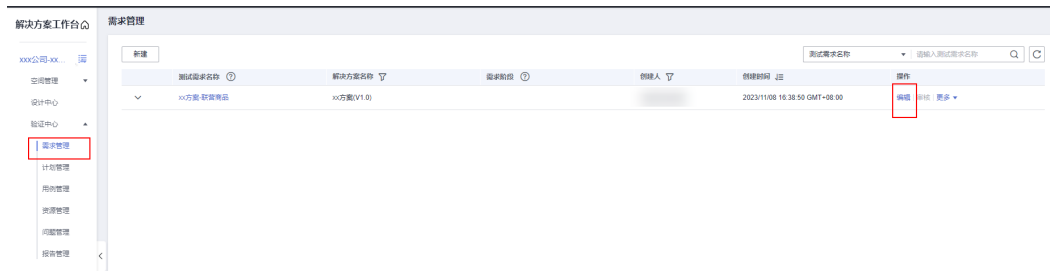 解决方案工作台
需求管理
xxx公司-xx...
空间管理
设计中心
验证中心
需求管理
计划管理
用例管理
资源管理
问题管理
报告管理
新建
测试需求名称
请输入测试需求名称
测试需求名称
解决方案名称
需求阶段
创建人
创建时间
操作
xx方案-联营商品
xx方案(V1.0)
2023/11/08 16:38:50 GMT+08:00
编辑 审核 更多